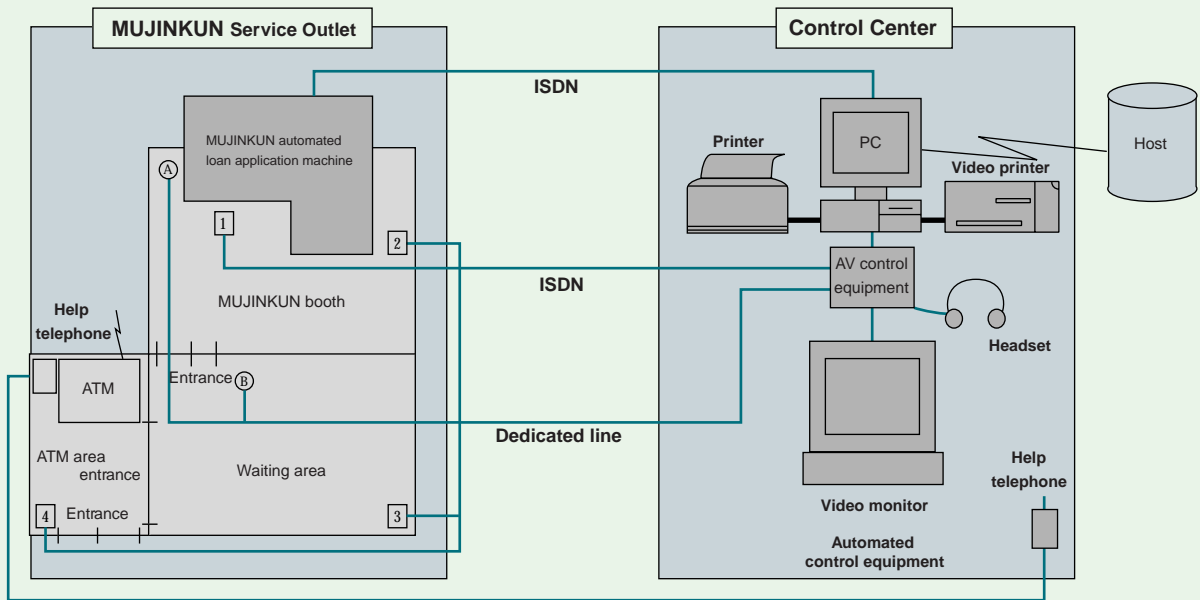 MUJINKUN Service Outlet
Control Center
ISDN
MUJINKUN automated
loan application machine
A
1
2
ISDN
MUJINKUN booth
Help
telephone
ATM
Entrance
B
Dedicated line
ATM area
entrance
Waiting area
4
Entrance
3
Printer
PC
Video printer
Host
AV control
equipment
Headset
Video monitor
Automated
control equipment
Help
telephone